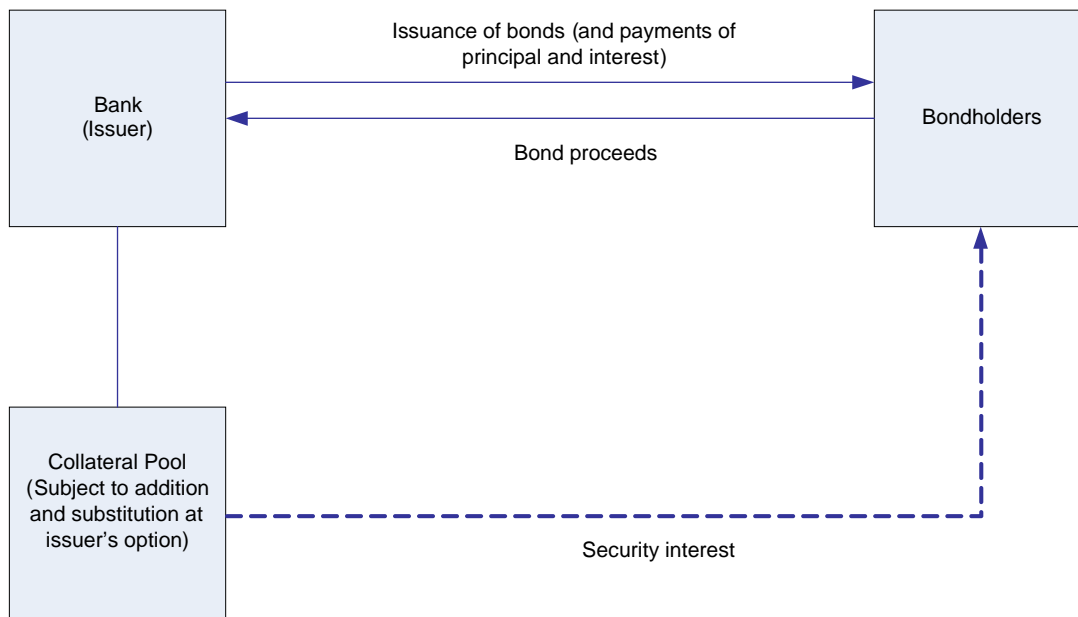 Issuance of bonds (and payments of
principal and interest)
Bank
(Issuer)
Bondholders
Bond proceeds
Collateral Pool
(Subject to addition
and substitution at
issuer’s option)
Security interest